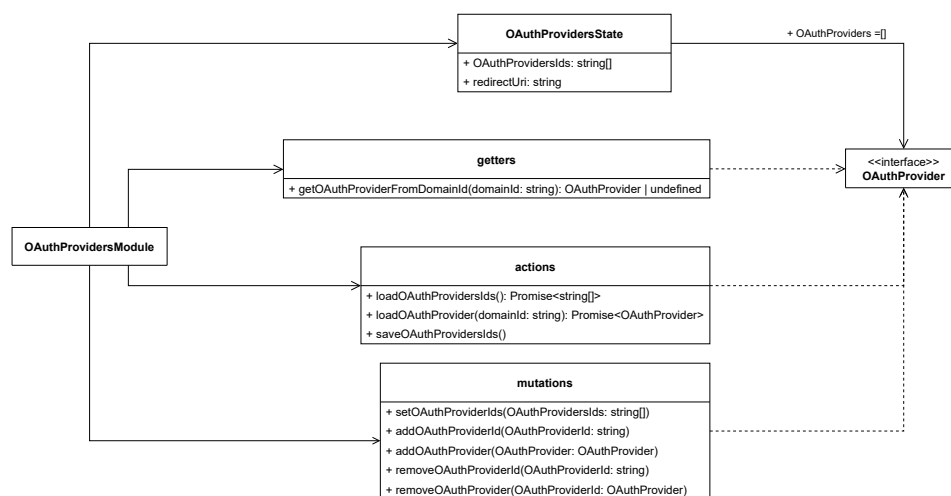 OAuthProvidersState
+ OAuthProvidersIds: string[]
+ redirectUri: string
+ OAuthProviders =[]
<<interface>>
OAuthProvider
getters
+ getOAuthProviderFromDomainId(domainId: string): OAuthProvider | undefined
OAuthProvidersModule
actions
+ loadOAuthProvidersIds(): Promise<string[]>
+ loadOAuthProvider(domainId: string): Promise<OAuthProvider>
+ saveOAuthProvidersIds()
mutations
+ setOAuthProviderIds(OAuthProvidersIds: string[])
+ addOAuthProviderId(OAuthProviderId: string)
+ addOAuthProvider(OAuthProvider: OAuthProvider)
+ removeOAuthProviderId(OAuthProviderId: string)
+ removeOAuthProvider(OAuthProviderId: OAuthProvider)